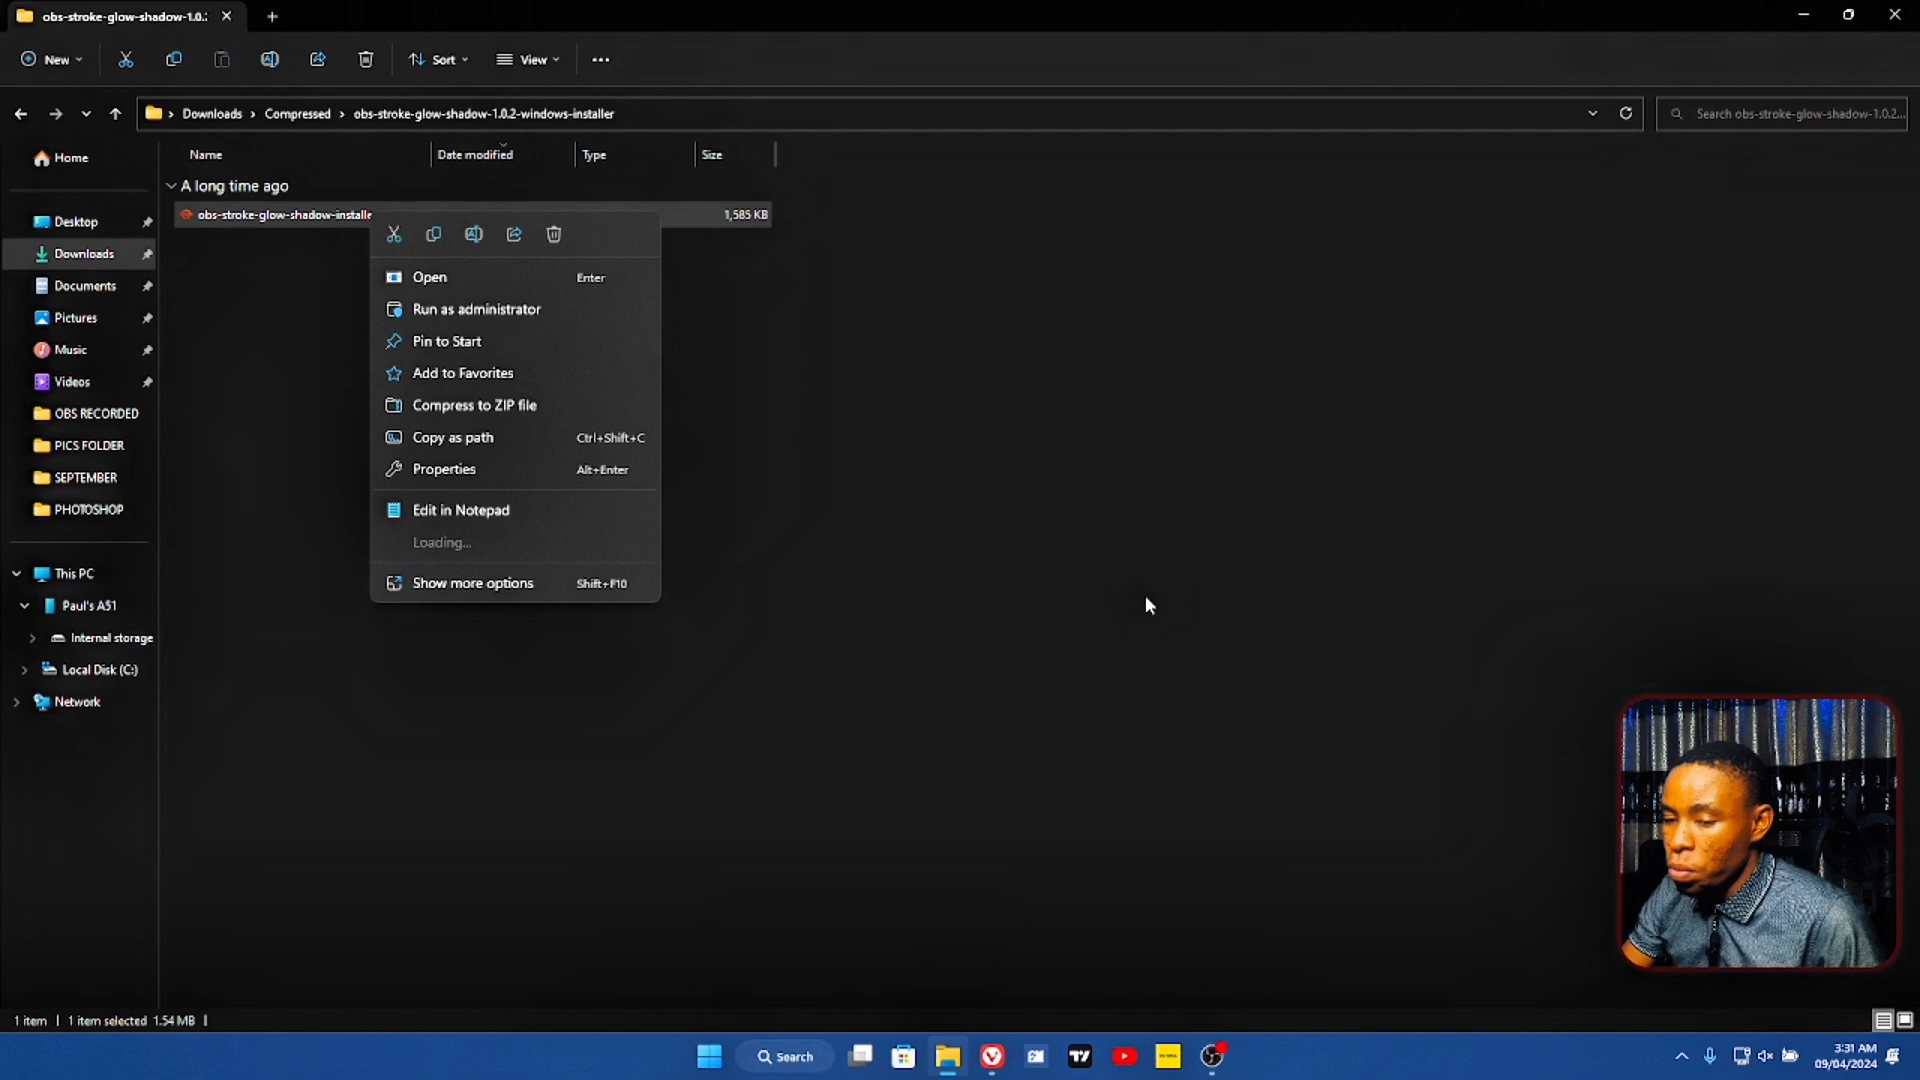 obs-stroke-glow-shadow-1.0.
New
Sort
View
Downloads > Compressed > obs-stroke-glow-shadow-1.0.2-windows-installer
Search obs-stroke-glow-shadow-1.0.2...
Home
Desktop
Downloads
Documents
Pictures
Music
Videos
OBS RECORDED
PICS FOLDER
SEPTEMBER
PHOTOSHOP
This PC
Paul's A51
Internal storage
Local Disk (C:)
Network
Name Date modified Type Size
A long time ago
obs-stroke-glow-shadow-installe 1,585 KB
Open Enter
Run as administrator
Pin to Start
Add to Favorites
Compress to ZIP file
Copy as path Ctrl+Shift+C
Properties Alt+Enter
Edit in Notepad
Loading...
Show more options Shift+F10
1 item 1 item selected 1.54 MB
Search
3:31 AM
09/04/2024